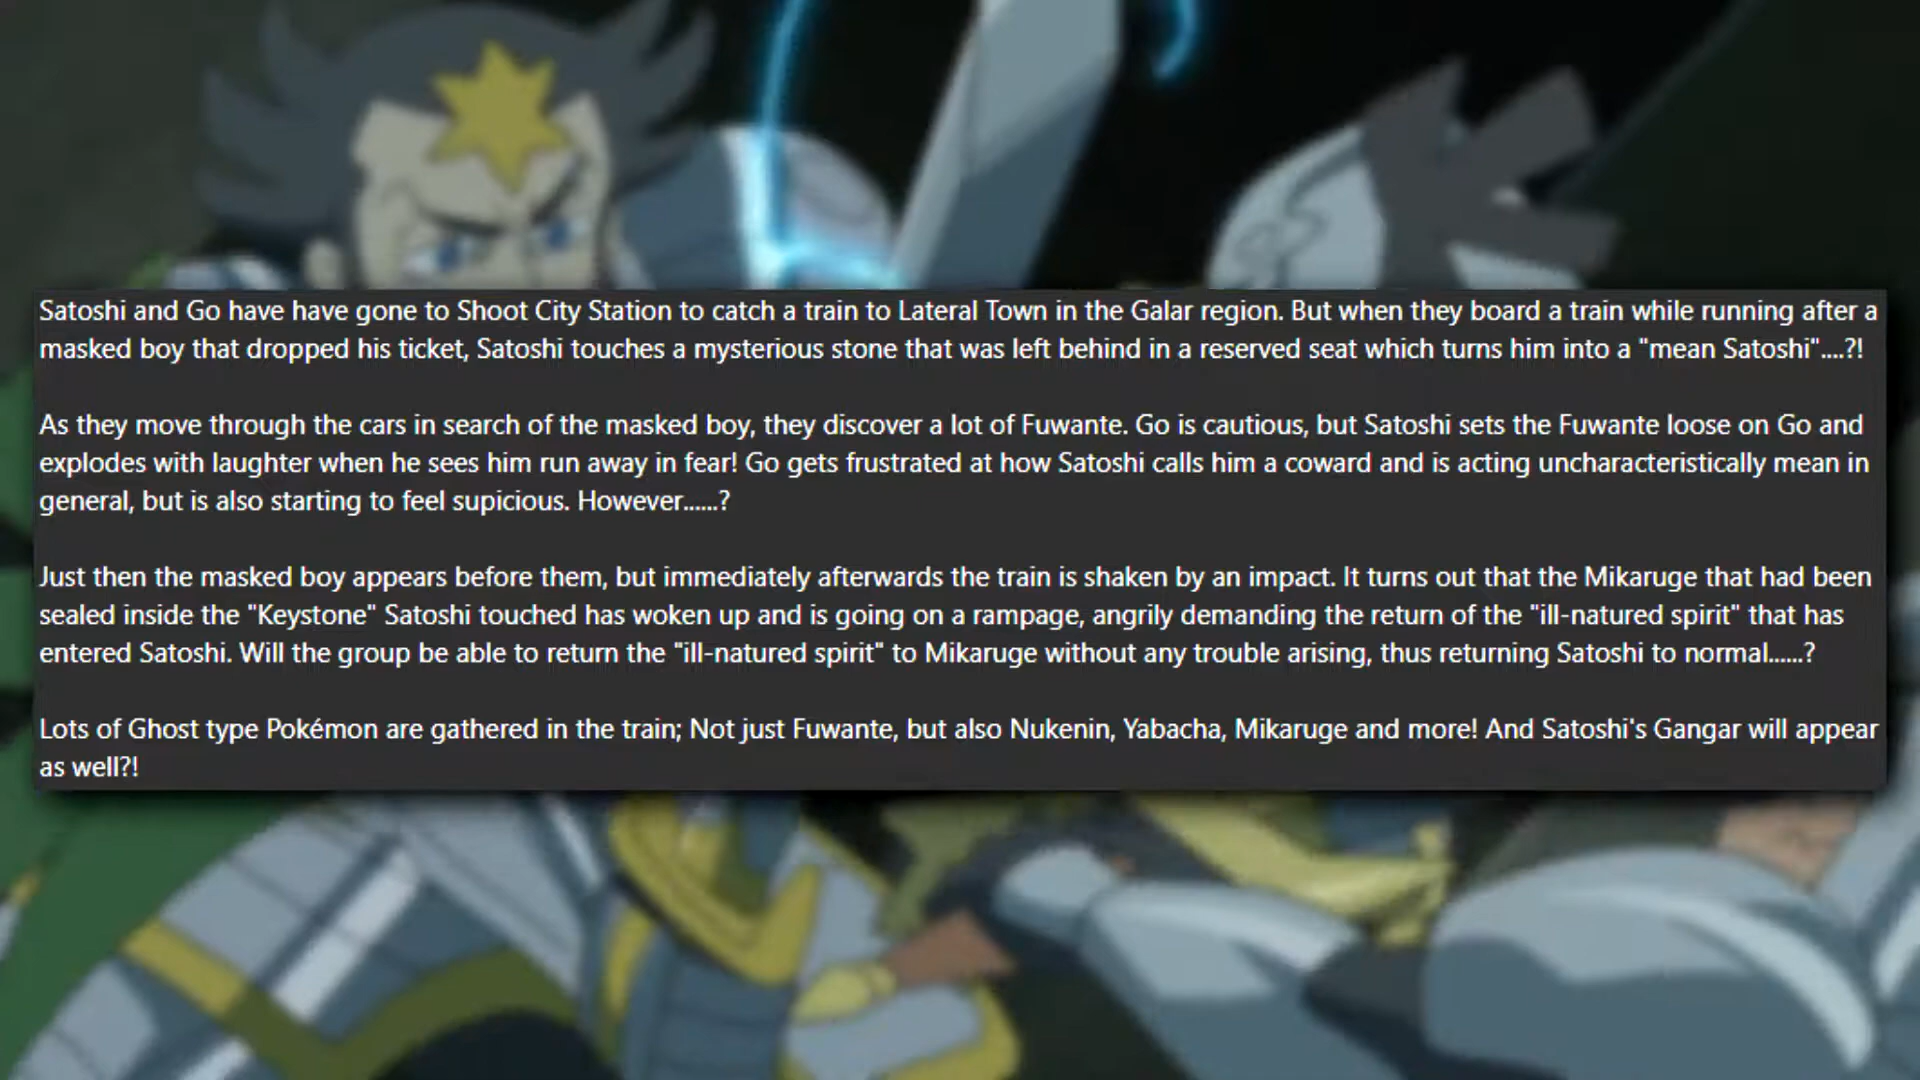 Satoshi and Go have have gone to Shoot City Station to catch a train to Lateral Town in the Galar region. But when they board a train while running after a
masked boy that dropped his ticket, Satoshi touches a mysterious stone that was left behind in a reserved seat which turns him into a "mean Satoshi"....?!
As they move through the cars in search of the masked boy, they discover a lot of Fuwante. Go is cautious, but Satoshi sets the Fuwante loose on Go and
explodes with laughter when he sees him run away in fear! Go gets frustrated at how Satoshi calls him a coward and is acting uncharacteristically mean in
general, but is also starting to feel supicious. However......?
Just then the masked boy appears before them, but immediately afterwards the train is shaken by an impact. It turns out that the Mikaruge that had been
sealed inside the "Keystone" Satoshi touched has woken up and is going on a rampage, angrily demanding the return of the "ill-natured spirit" that has
entered Satoshi. Will the group be able to return the "ill-natured spirit" to Mikaruge without any trouble arising, thus returning Satoshi to normal......?
Lots of Ghost type Pokémon are gathered in the train; Not just Fuwante, but also Nukenin, Yabacha, Mikaruge and more! And Satoshi's Gangar will appear
as well?!